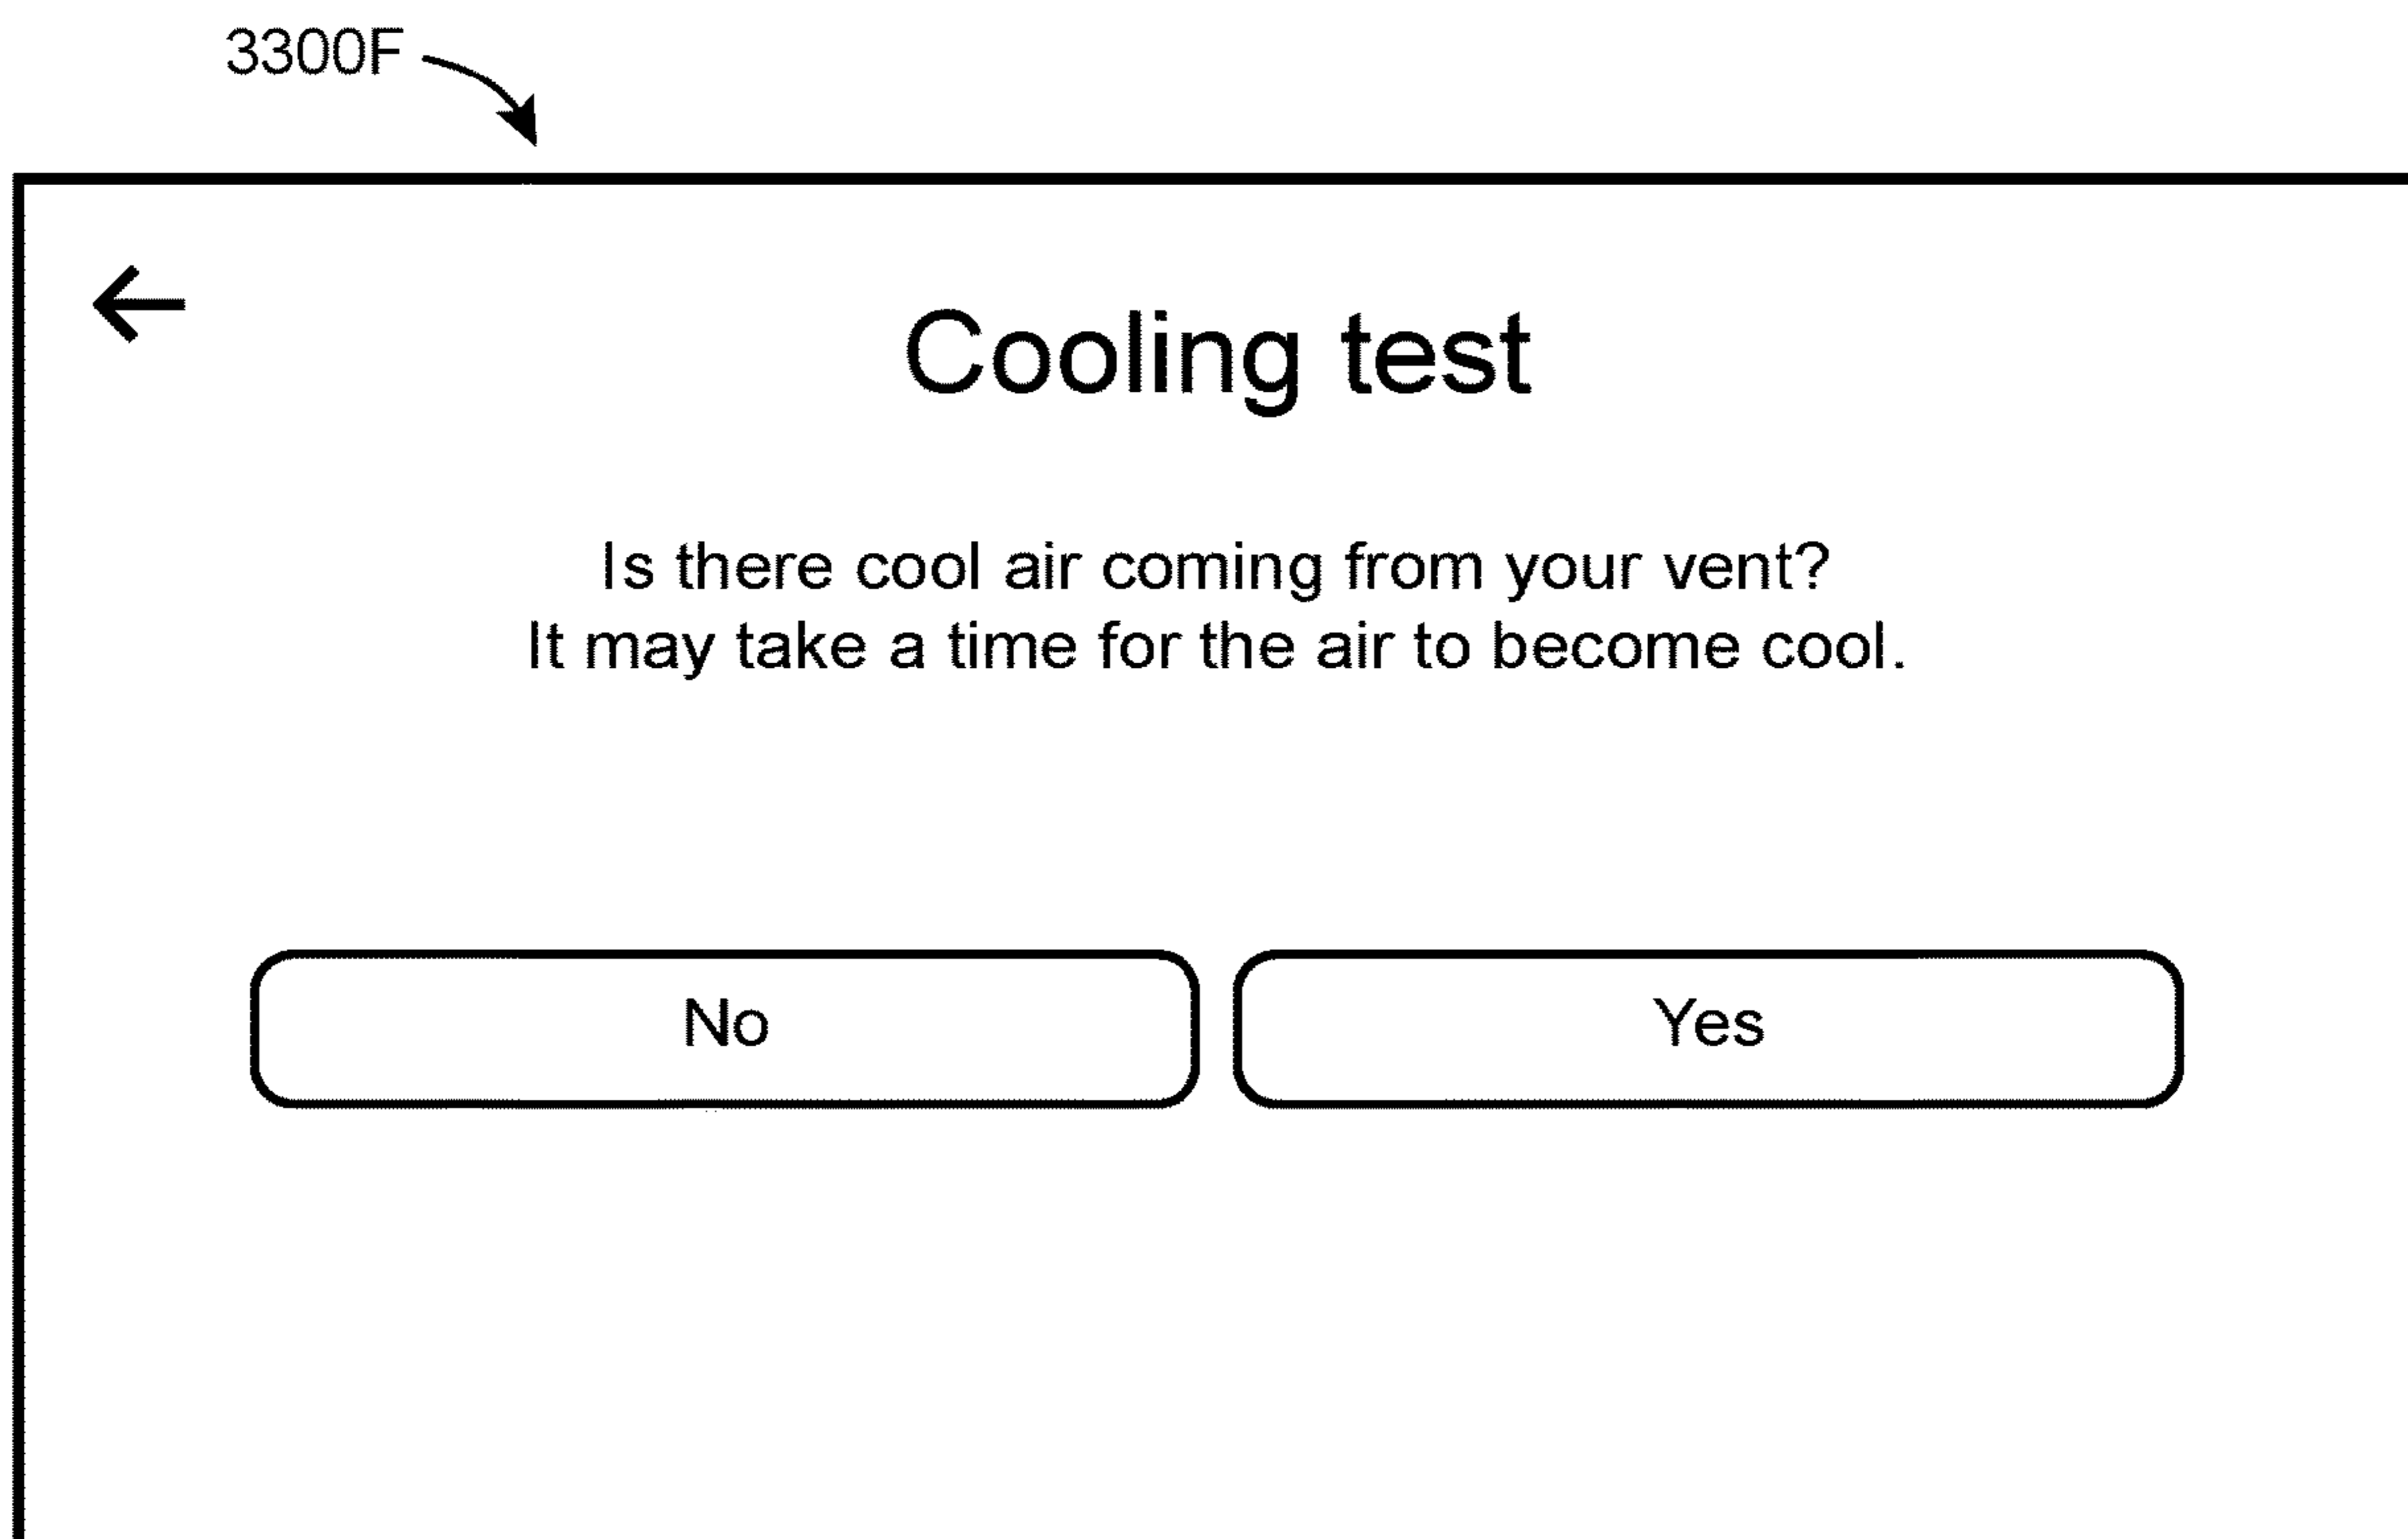 3300F
Cooling test
Is there cool air coming from your vent?
It may take a time for the air to become cool.
No
Yes